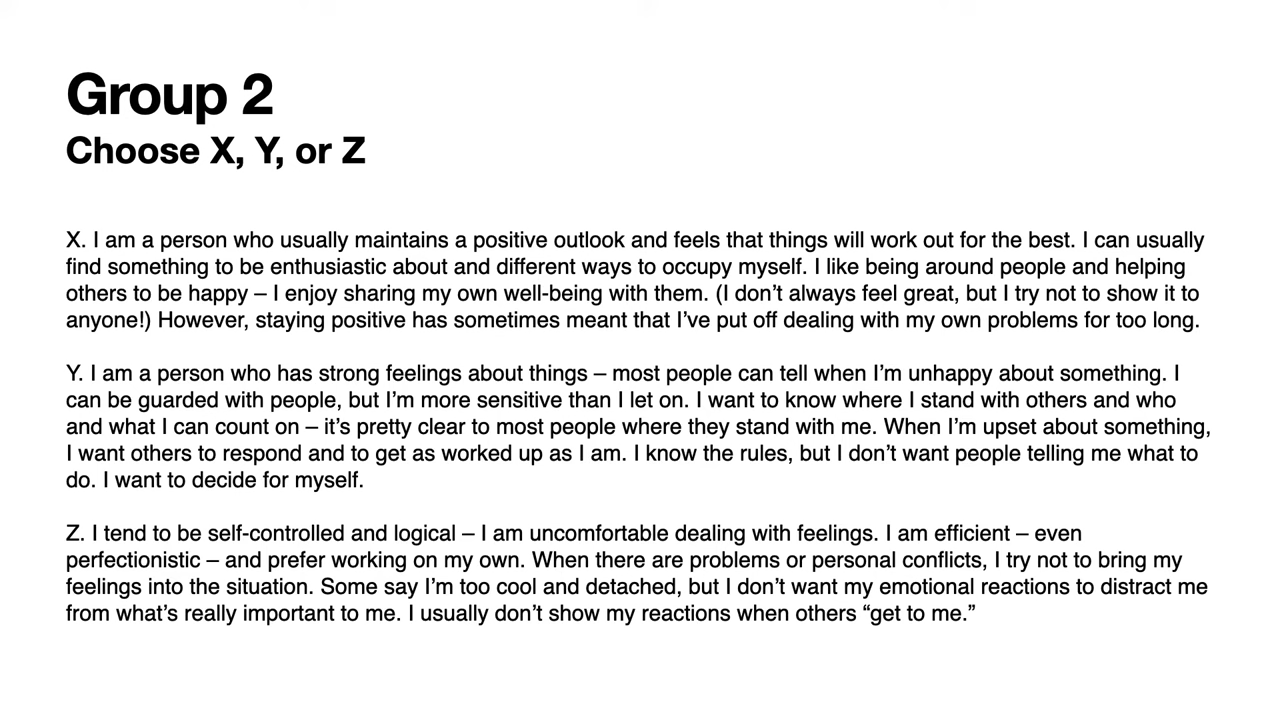 Group 2
Choose X, Y, or Z
X. I am a person who usually maintains a positive outlook and feels that things will work out for the best. I can usually
find something to be enthusiastic about and different ways to occupy myself. I like being around people and helping
others to be happy – I enjoy sharing my own well-being with them. (I don’t always feel great, but I try not to show it to
anyone!) However, staying positive has sometimes meant that I’ve put off dealing with my own problems for too long.
Y. I am a person who has strong feelings about things – most people can tell when I’m unhappy about something. I
can be guarded with people, but I’m more sensitive than I let on. I want to know where I stand with others and who
and what I can count on – it’s pretty clear to most people where they stand with me. When I’m upset about something,
I want others to respond and to get as worked up as I am. I know the rules, but I don’t want people telling me what to
do. I want to decide for myself.
Z. I tend to be self-controlled and logical – I am uncomfortable dealing with feelings. I am efficient – even
perfectionistic – and prefer working on my own. When there are problems or personal conflicts, I try not to bring my
feelings into the situation. Some say I’m too cool and detached, but I don’t want my emotional reactions to distract me
from what’s really important to me. I usually don’t show my reactions when others “get to me.”